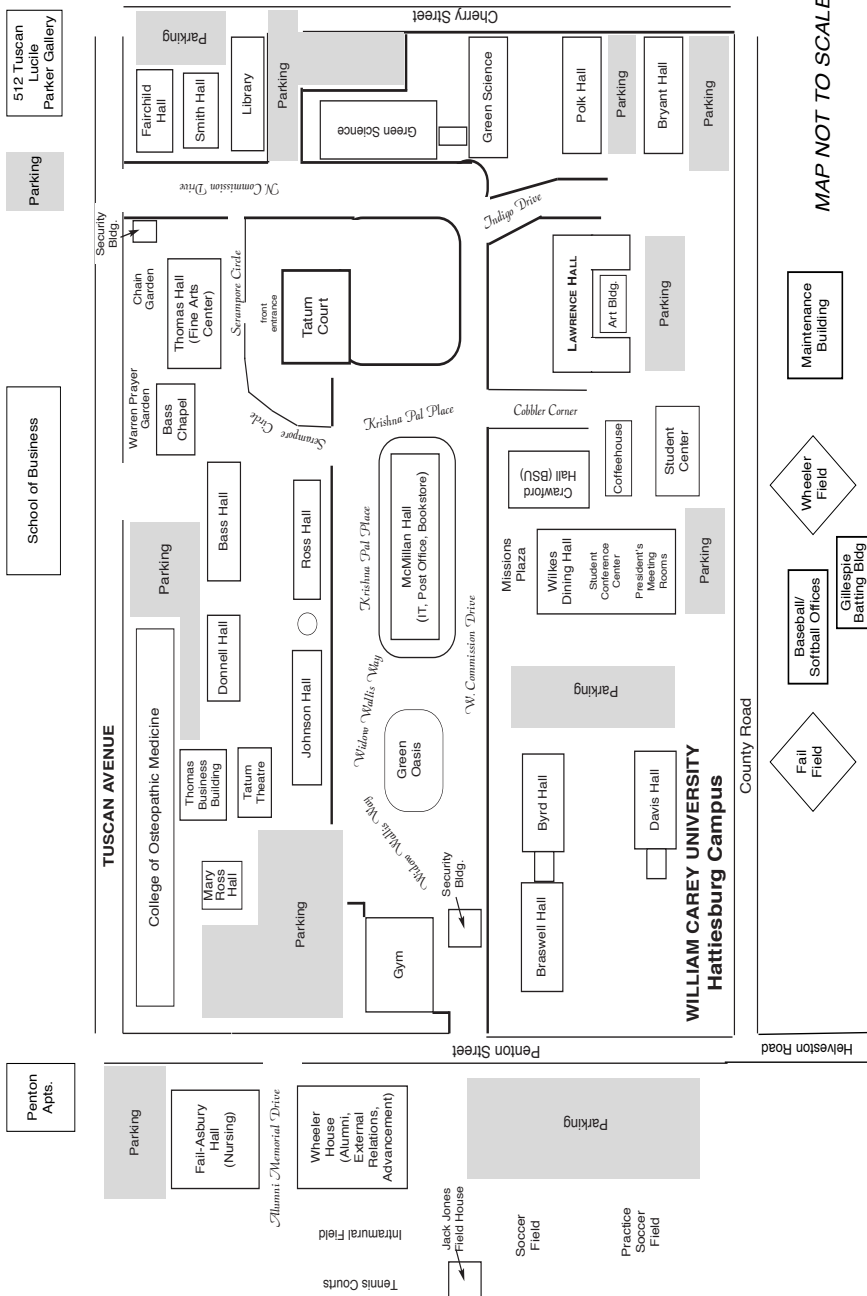 512 Tuscan
Lucile
Parker Gallery
Parking
School of Business
Penton
Apts.
TUSCAN AVENUE
Cherry Street
Parking
Fairchild
Hall
Smith Hall
Library
Parking
Green Science
Green Science
Polk Hall
Parking
Bryant Hall
Parking
MAP NOT TO SCALE
N.Commission Drive
Indigo Drive
Security
Bldg.
Chain
Garden
Thomas Hall
(Fine Arts
Center)
Serampore Circle
front
entrance
Tatum
Court
LAWRENCE HALL
Art Bldg.
Parking
Warren Prayer
Garden
Bass
Chapel
Serampore Circle
Krishna Pal Place
Cobbler Corner
Parking
Bass Hall
Ross Hall
Krishna Pal Place
McMillan Hall
(IT, Post Office, Bookstore)
Crawford
Hall (BSU)
Coffeehouse
Student
Center
Missions
Plaza
Wilkes
Dining Hall
Student
Conference
Center
President's
Meeting
Rooms
Parking
College of Osteopathic Medicine
Donnell Hall
Johnson Hall
Widow Wallis Way
W. Commission Drive
Thomas
Business
Building
Tatum
Theatre
Green
Oasis
Widow Wallis Way
Parking
Mary
Ross
Hall
Parking
Gym
Security
Bldg.
Byrd Hall
Braswell Hall
Davis Hall
WILLIAM CAREY UNIVERSITY
Hattiesburg Campus
County Road
Maintenance
Building
Wheeler
Field
Baseball/
Softball Offices
Gillespie
Batting Bldg
Fail
Field
Penton Street
Helveston Road
Parking
Fail-Asbury
Hall
(Nursing)
Alumni Memorial Drive
Wheeler
House
(Alumni,
External
Relations,
Advancement)
Parking
Intramural Field
Jack Jones
Field House
Tennis Courts
Soccer
Field
Practice
Soccer
Field